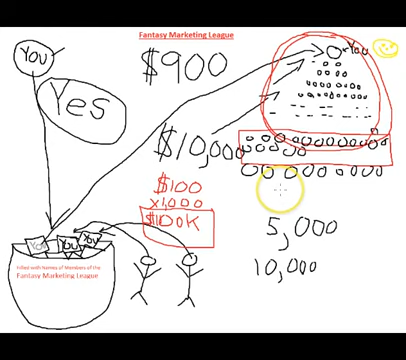 Fantasy Marketing League
YOU
$900
You
Yes
$10,000
$100
x1,000
$100K
5,000
10,000
You
You
You
Filled with Names of Members of the
Fantasy Marketing League